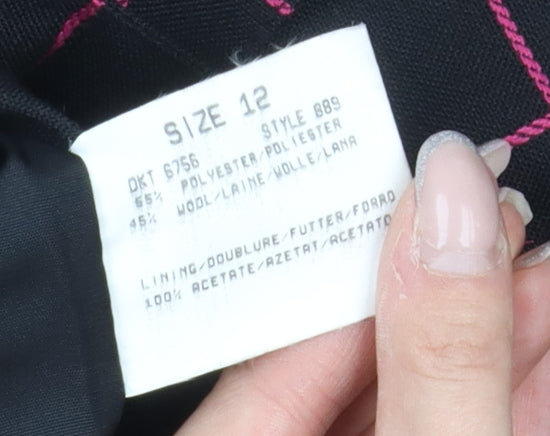 SIZE 12
DKT 6756 STYLE 889
55% POLYESTER/POLIESTER
45% WOOL/LAINE/WOLLE/LANA
LINING/DOUBLURE/FUTTER/FORRO
100% ACETATE/AZETAT/ACETATO